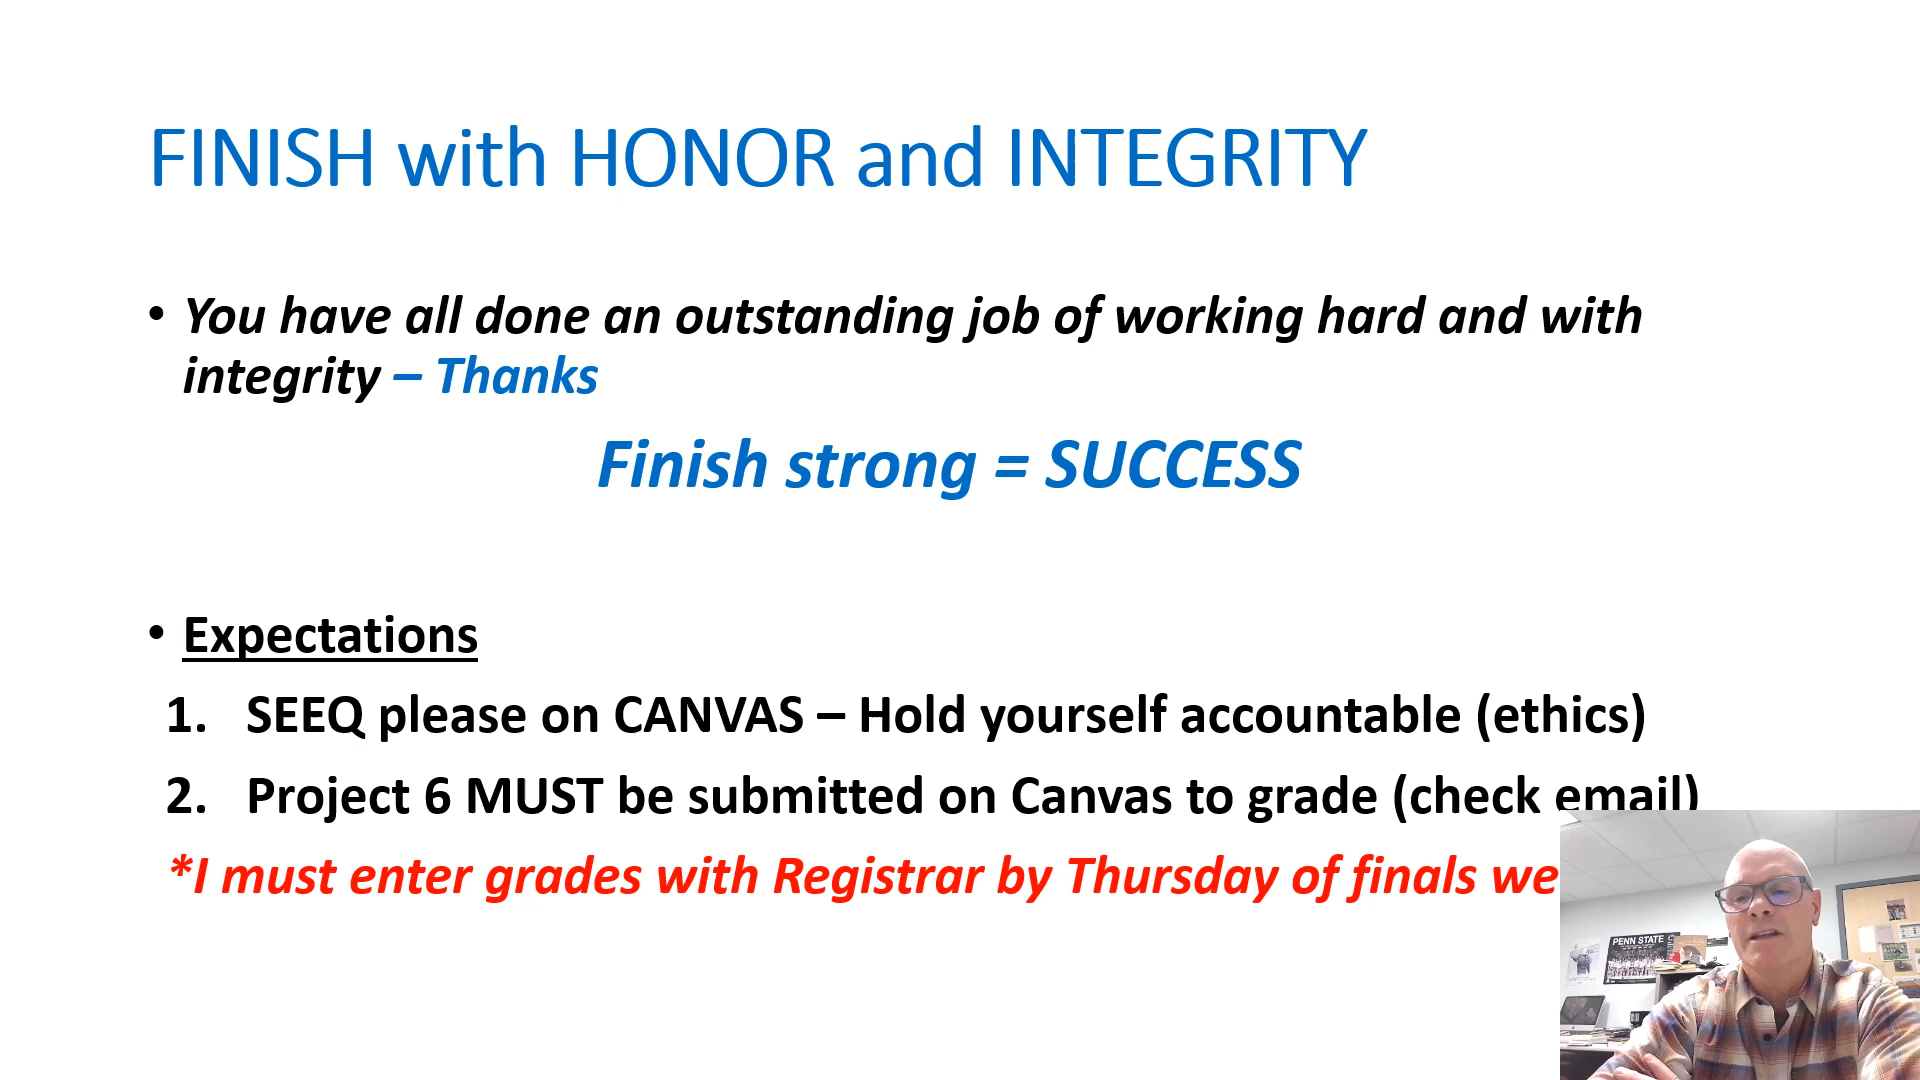 FINISH with HONOR and INTEGRITY
• You have all done an outstanding job of working hard and with
integrity – Thanks
Finish strong = SUCCESS
• Expectations
1. SEEQ please on CANVAS – Hold yourself accountable (ethics)
2. Project 6 MUST be submitted on Canvas to grade (check email)
*I must enter grades with Registrar by Thursday of finals we
PENN STATE